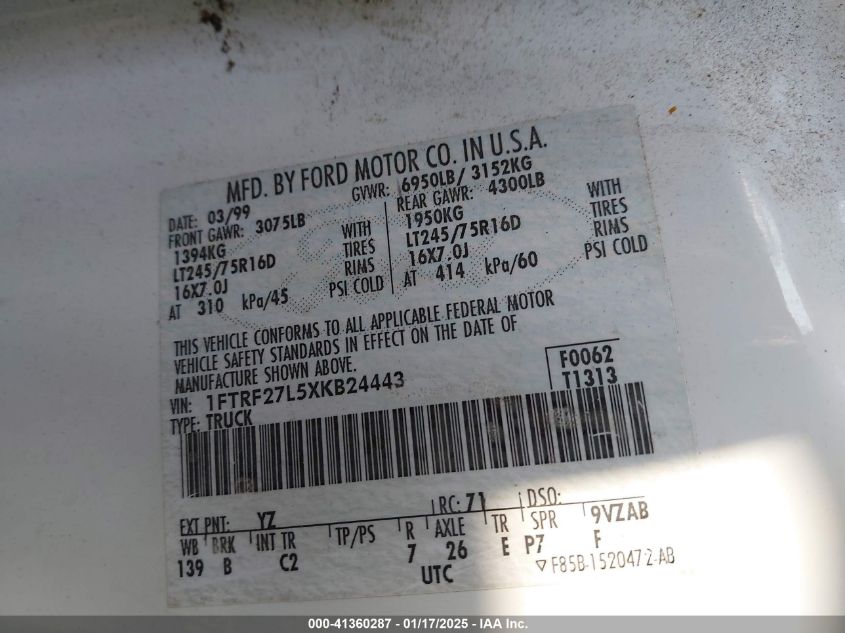 MFD. BY FORD MOTOR CO. IN U.S.A.
DATE: 03/99 GVWR: 6950LB/ 3152KG
FRONT GAWR: 3075LB REAR GAWR: 4300LB
1394KG WITH 1950KG WITH
LT245/75R16D TIRES LT245/75R16D TIRES
16X7.0J RIMS 16X7.0J RIMS
AT 310 kPa/45 PSI COLD AT 414 kPa/60 PSI COLD
THIS VEHICLE CONFORMS TO ALL APPLICABLE FEDERAL MOTOR
VEHICLE SAFETY STANDARDS IN EFFECT ON THE DATE OF
MANUFACTURE SHOWN ABOVE.
VIN: 1FTRF27L5XKB24443 F0062
TYPE: TRUCK T1313
EXT PNT: YZ RC: 71 DSO:
WB BRK INT TR TP/PS R AXLE TR SPR 9VZAB
139 B C2 7 26 E P7 F
UTC ▽F85B-1520472-AB
000-41360287 - 01/17/2025 - IAA Inc.